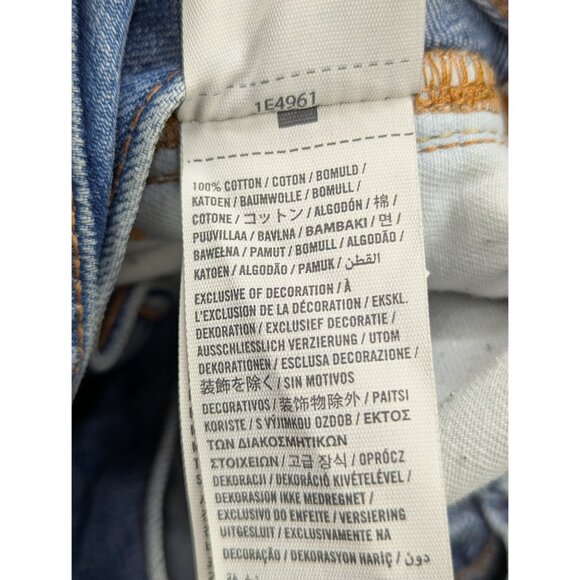 1E4961
100% COTTON / COTON / BOMULD /
KATOEN / BAUMWOLLE / BOMULL /
COTONE / コットン / ALGODÓN / 棉 /
PUUVILLAA / BAVLNA / BAMBAKI / 면 /
BAWEŁNA / PAMUT / BOMULL / ALGODÃO /
KATOEN / ALGODÃO / PAMUK / القطن
EXCLUSIVE OF DECORATION / À
L'EXCLUSION DE LA DÉCORATION / EKSKL.
DEKORATION / EXCLUSIEF DECORATIE /
AUSSCHLIESSLICH VERZIERUNG / UTOM
DEKORATIONEN / ESCLUSA DECORAZIONE /
装飾を除く / SIN MOTIVOS
DECORATIVOS / 装饰物除外 / PAITSI
KORISTE / S VÝJIMKOU OZDOB / ΕΚΤΟΣ
ΤΩΝ ΔΙΑΚΟΣΜΗΤΙΚΩΝ
ΣΤΟΙΧΕΙΩΝ / 고급 장식 / OPRÓCZ
DEKORACJI / DEKORÁCIÓ KIVÉTELÉVEL /
DEKORASJON IKKE MEDREGNET /
EXCLUSIVO DO ENFEITE / VERSIERING
UITGESLUIT / EXCLUSIVAMENTE NA
DECORAÇÃO / DEKORASYON HARİÇ / دون